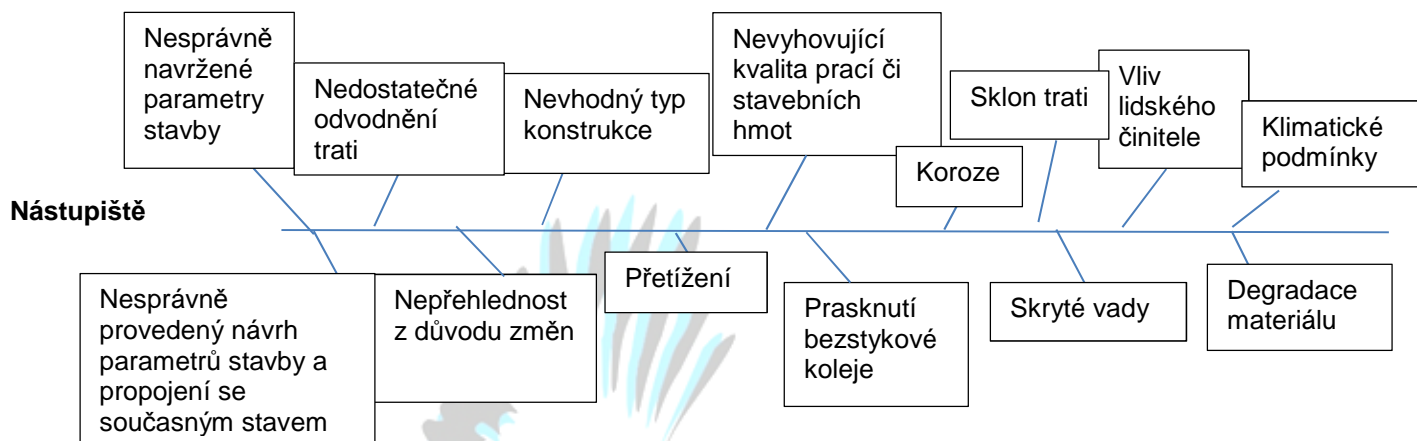 Nesprávně
navržené
parametry
stavby
Nedostatečné
odvodnění
trati
Nevhodný typ
konstrukce
Nevyhovující
kvalita prací či
stavebních
hmot
Koroze
Sklon trati
Vliv
lidského
činitele
Klimatické
podmínky
Nástupiště
Nesprávně
provedený návrh
parametrů stavby a
propojení se
současným stavem
Nepřehlednost
z důvodu změn
Přetížení
Prasknutí
bezstykové
koleje
Skryté vady
Degradace
materiálu